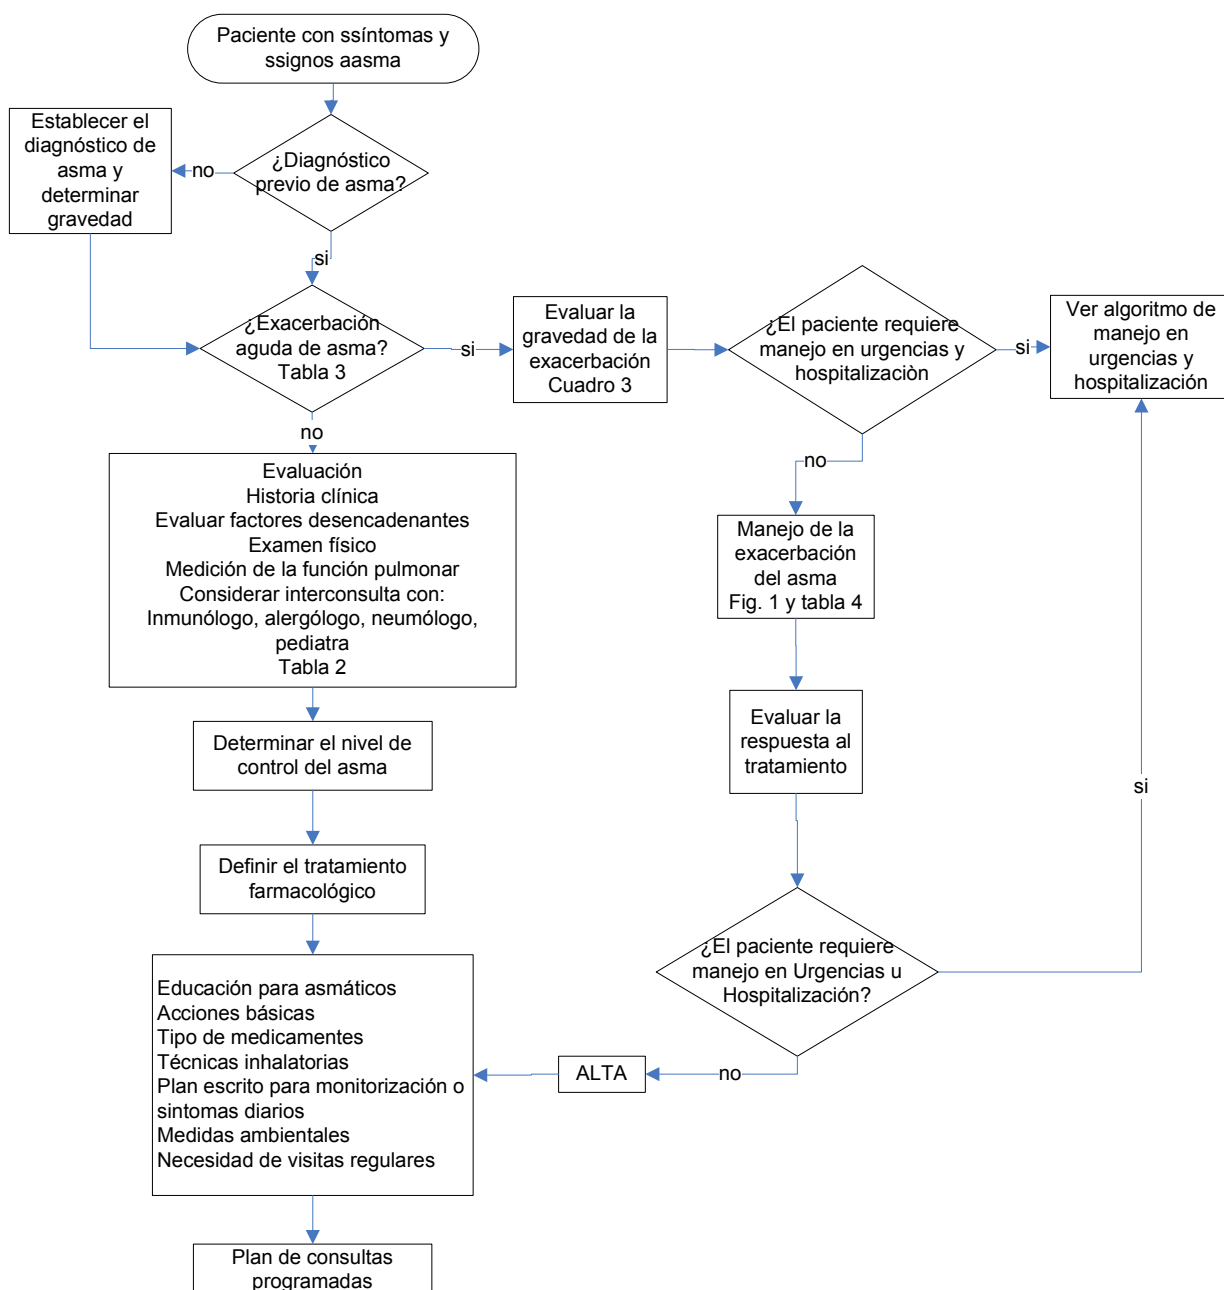 Paciente con ssíntomas y
ssignos aasma
Establecer el
diagnóstico de
asma y
determinar
gravedad
no
¿Diagnóstico
previo de asma?
si
¿Exacerbación
aguda de asma?
Tabla 3
si
Evaluar la
gravedad de la
exacerbación
Cuadro 3
¿El paciente requiere
manejo en urgencias y
hospitalizaciòn
si
Ver algoritmo de
manejo en
urgencias y
hospitalización
no
no
Evaluación
Historia clínica
Evaluar factores desencadenantes
Examen físico
Medición de la función pulmonar
Considerar interconsulta con:
Inmunólogo, alergólogo, neumólogo,
pediatra
Tabla 2
Manejo de la
exacerbación
del asma
Fig. 1 y tabla 4
Evaluar la
respuesta al
tratamiento
Determinar el nivel de
control del asma
si
Definir el tratamiento
farmacológico
¿El paciente requiere
manejo en Urgencias u
Hospitalización?
Educación para asmáticos
Acciones básicas
Tipo de medicamentes
Técnicas inhalatorias
Plan escrito para monitorización o
sintomas diarios
Medidas ambientales
Necesidad de visitas regulares
ALTA
no
Plan de consultas
programadas